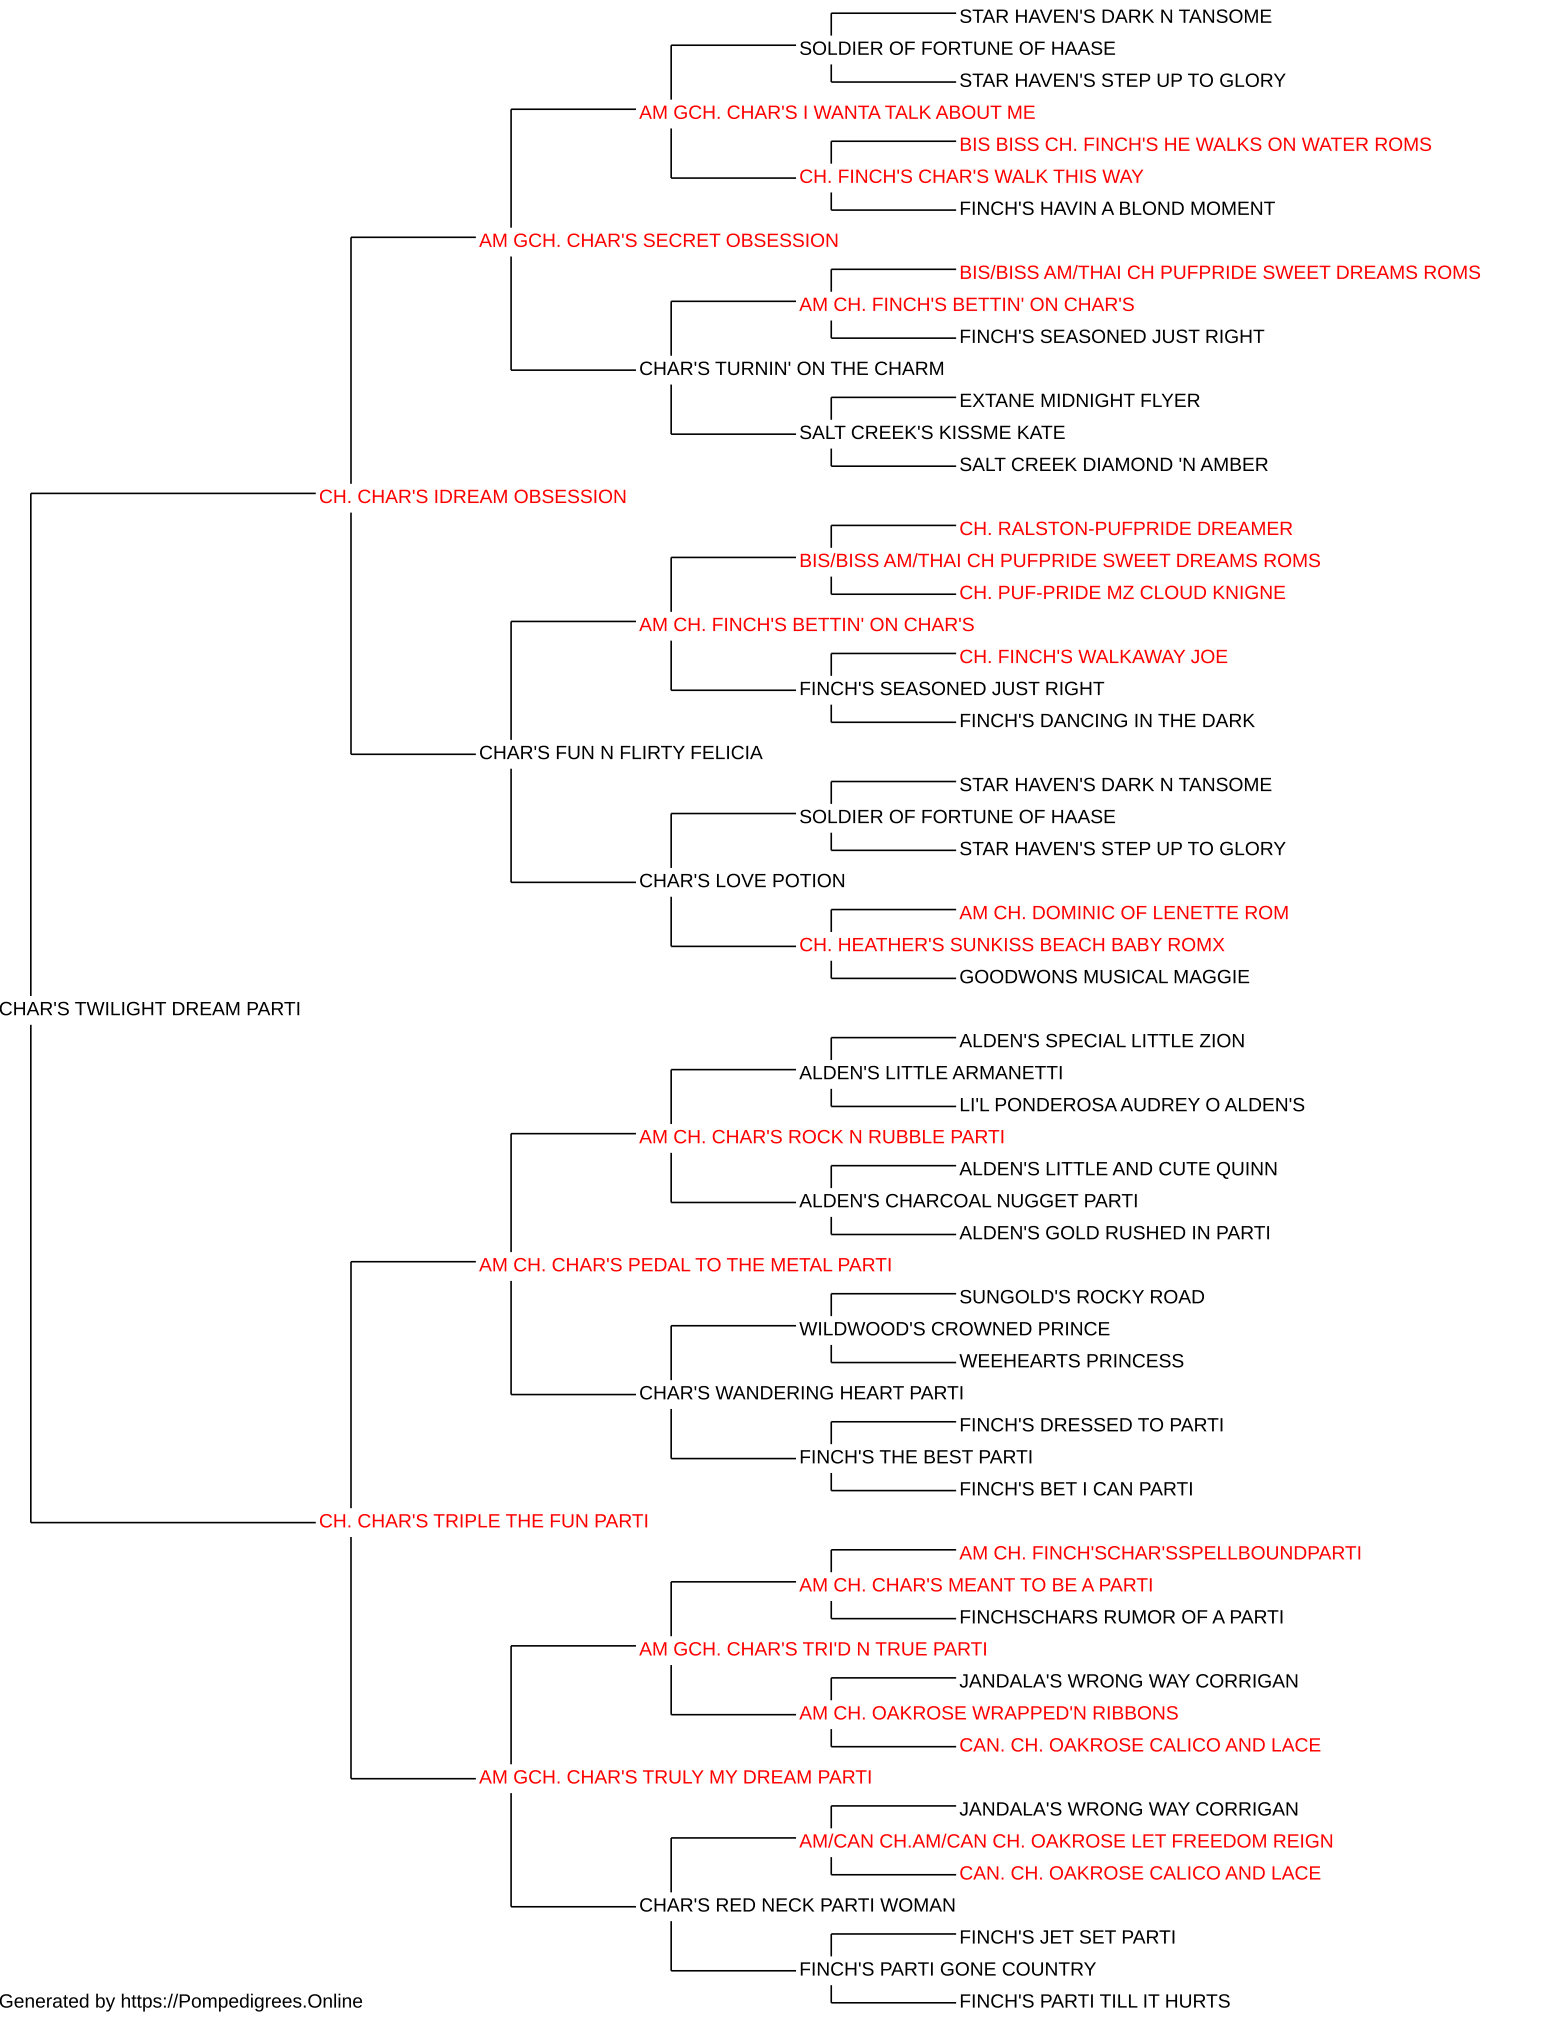 STAR HAVEN'S DARK N TANSOME
SOLDIER OF FORTUNE OF HAASE
STAR HAVEN'S STEP UP TO GLORY
AM GCH. CHAR'S I WANTA TALK ABOUT ME
BIS BISS CH. FINCH'S HE WALKS ON WATER ROMS
CH. FINCH'S CHAR'S WALK THIS WAY
FINCH'S HAVIN A BLOND MOMENT
AM GCH. CHAR'S SECRET OBSESSION
BIS/BISS AM/THAI CH PUFPRIDE SWEET DREAMS ROMS
AM CH. FINCH'S BETTIN' ON CHAR'S
FINCH'S SEASONED JUST RIGHT
CHAR'S TURNIN' ON THE CHARM
EXTANE MIDNIGHT FLYER
SALT CREEK'S KISSME KATE
SALT CREEK DIAMOND 'N AMBER
CH. CHAR'S IDREAM OBSESSION
CH. RALSTON-PUFPRIDE DREAMER
BIS/BISS AM/THAI CH PUFPRIDE SWEET DREAMS ROMS
CH. PUF-PRIDE MZ CLOUD KNIGNE
AM CH. FINCH'S BETTIN' ON CHAR'S
CH. FINCH'S WALKAWAY JOE
FINCH'S SEASONED JUST RIGHT
FINCH'S DANCING IN THE DARK
CHAR'S FUN N FLIRTY FELICIA
STAR HAVEN'S DARK N TANSOME
SOLDIER OF FORTUNE OF HAASE
STAR HAVEN'S STEP UP TO GLORY
CHAR'S LOVE POTION
AM CH. DOMINIC OF LENETTE ROM
CH. HEATHER'S SUNKISS BEACH BABY ROMX
GOODWONS MUSICAL MAGGIE
CHAR'S TWILIGHT DREAM PARTI
ALDEN'S SPECIAL LITTLE ZION
ALDEN'S LITTLE ARMANETTI
LI'L PONDEROSA AUDREY O ALDEN'S
AM CH. CHAR'S ROCK N RUBBLE PARTI
ALDEN'S LITTLE AND CUTE QUINN
ALDEN'S CHARCOAL NUGGET PARTI
ALDEN'S GOLD RUSHED IN PARTI
AM CH. CHAR'S PEDAL TO THE METAL PARTI
SUNGOLD'S ROCKY ROAD
WILDWOOD'S CROWNED PRINCE
WEEHEARTS PRINCESS
CHAR'S WANDERING HEART PARTI
FINCH'S DRESSED TO PARTI
FINCH'S THE BEST PARTI
FINCH'S BET I CAN PARTI
CH. CHAR'S TRIPLE THE FUN PARTI
AM CH. FINCH'SCHAR'SSPELLBOUNDPARTI
AM CH. CHAR'S MEANT TO BE A PARTI
FINCHSCHARS RUMOR OF A PARTI
AM GCH. CHAR'S TRI'D N TRUE PARTI
JANDALA'S WRONG WAY CORRIGAN
AM CH. OAKROSE WRAPPED'N RIBBONS
CAN. CH. OAKROSE CALICO AND LACE
AM GCH. CHAR'S TRULY MY DREAM PARTI
JANDALA'S WRONG WAY CORRIGAN
AM/CAN CH.AM/CAN CH. OAKROSE LET FREEDOM REIGN
CAN. CH. OAKROSE CALICO AND LACE
CHAR'S RED NECK PARTI WOMAN
FINCH'S JET SET PARTI
FINCH'S PARTI GONE COUNTRY
FINCH'S PARTI TILL IT HURTS
Generated by https://Pompedigrees.Online